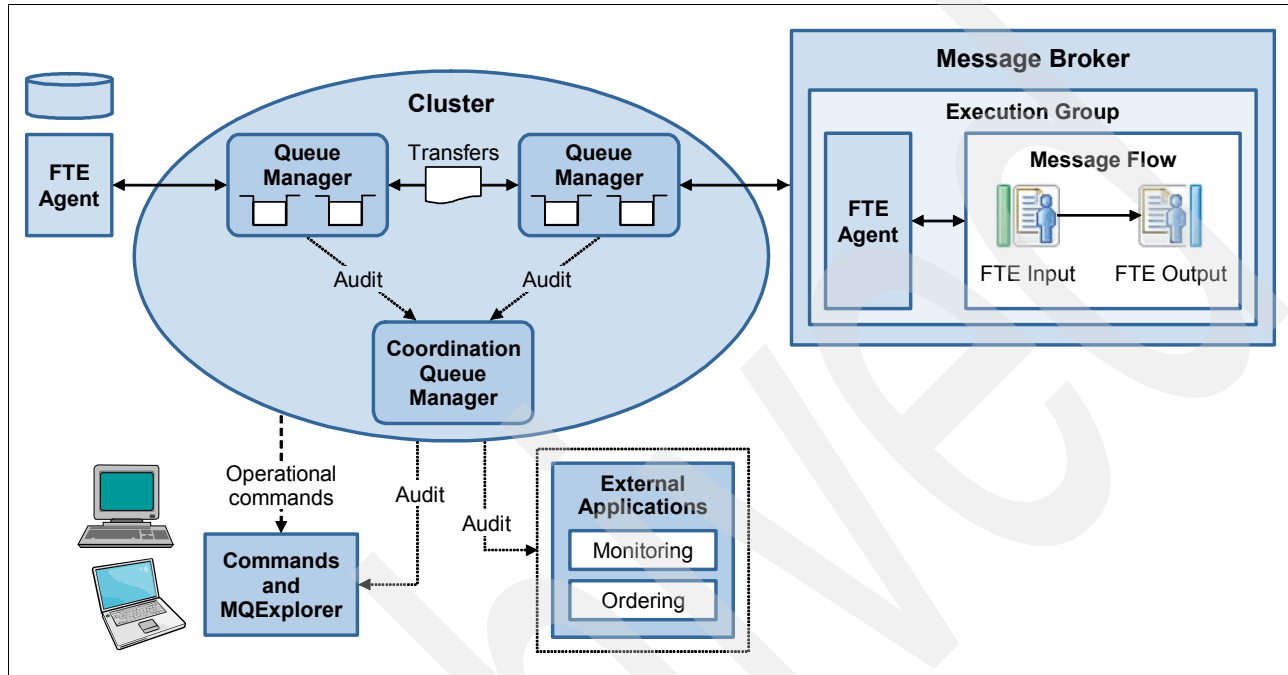 Message Broker
Cluster
Execution Group
Queue
Manager
Transfers
Queue
Manager
Message Flow
FTE
Agent
FTE
Agent
FTE Input
FTE Output
Audit
Audit
Coordination
Queue
Manager
Operational
commands
Audit
Audit
External
Applications
Monitoring
Ordering
Commands
and
MQExplorer